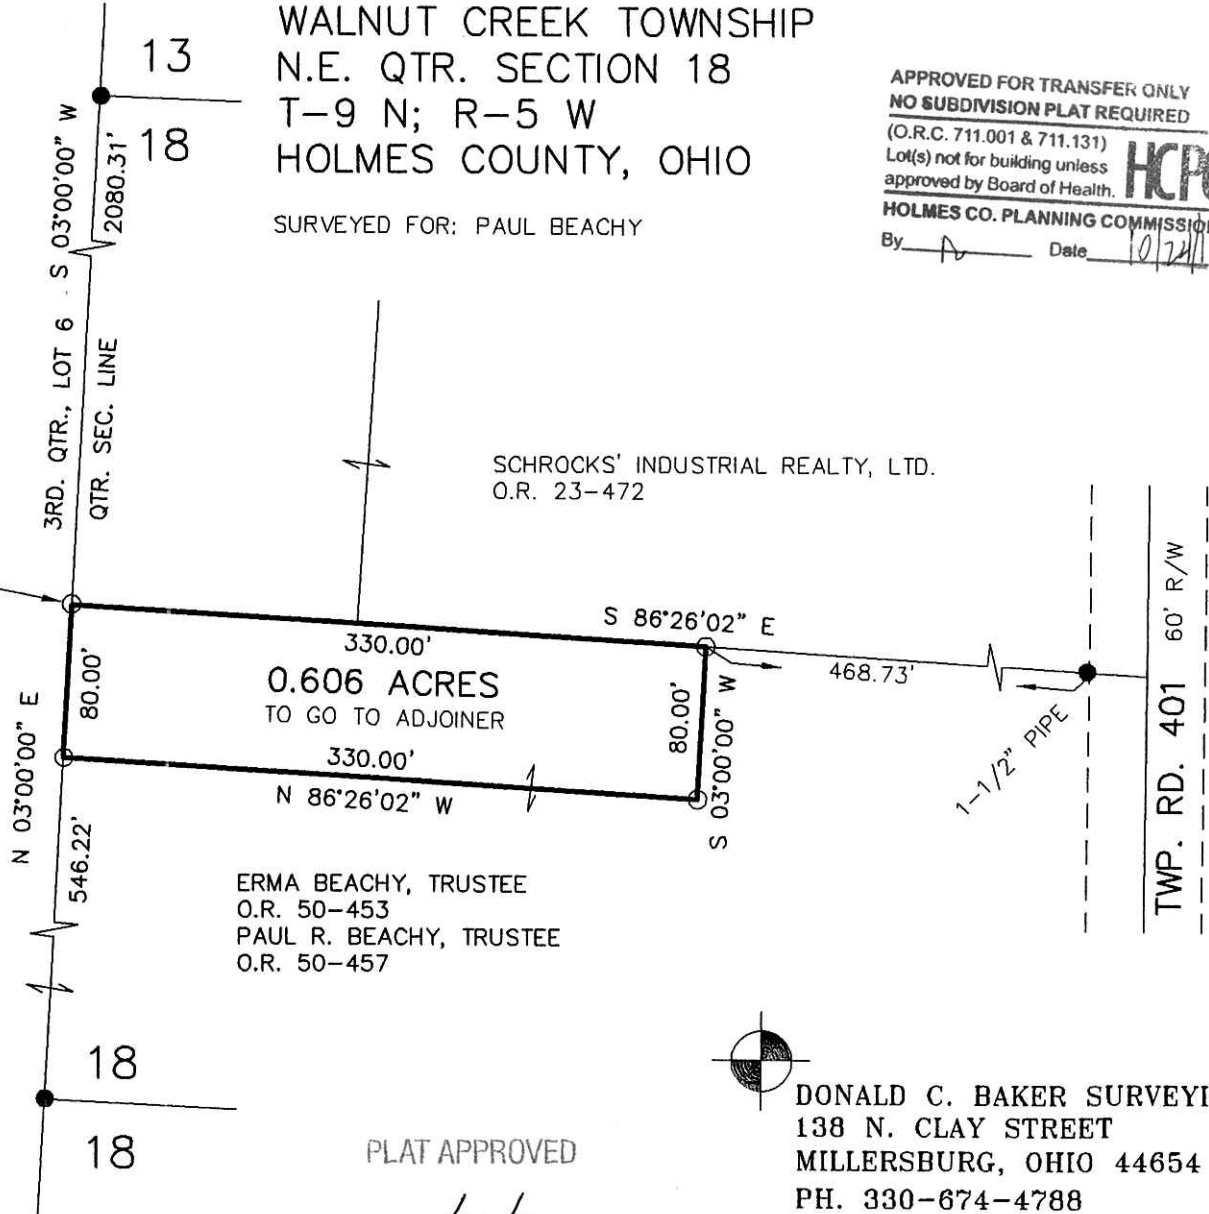 WALNUT CREEK TOWNSHIP
N.E. QTR. SECTION 18
T-9 N; R-5 W
HOLMES COUNTY, OHIO
SURVEYED FOR: PAUL BEACHY
13
18
APPROVED FOR TRANSFER ONLY
NO SUBDIVISION PLAT REQUIRED
(O.R.C. 711.001 & 711.131)
Lot(s) not for building unless
approved by Board of Health.
HCP
HOLMES CO. PLANNING COMMISSIO
By Date 10/24/
3RD. QTR., LOT 6 S 03°00'00" W
2080.31'
QTR. SEC. LINE
SCHROCKS' INDUSTRIAL REALTY, LTD.
O.R. 23-472
S 86°26'02" E
330.00'
468.73'
0.606 ACRES
TO GO TO ADJOINER
80.00'
80.00'
330.00'
N 86°26'02" W
S 03°00'00" W
N 03°00'00" E
546.22'
1-1/2" PIPE
TWP. RD. 401 60' R/W
ERMA BEACHY, TRUSTEE
O.R. 50-453
PAUL R. BEACHY, TRUSTEE
O.R. 50-457
18
18
PLAT APPROVED
DONALD C. BAKER SURVEYI
138 N. CLAY STREET
MILLERSBURG, OHIO 44654
PH. 330-674-4788